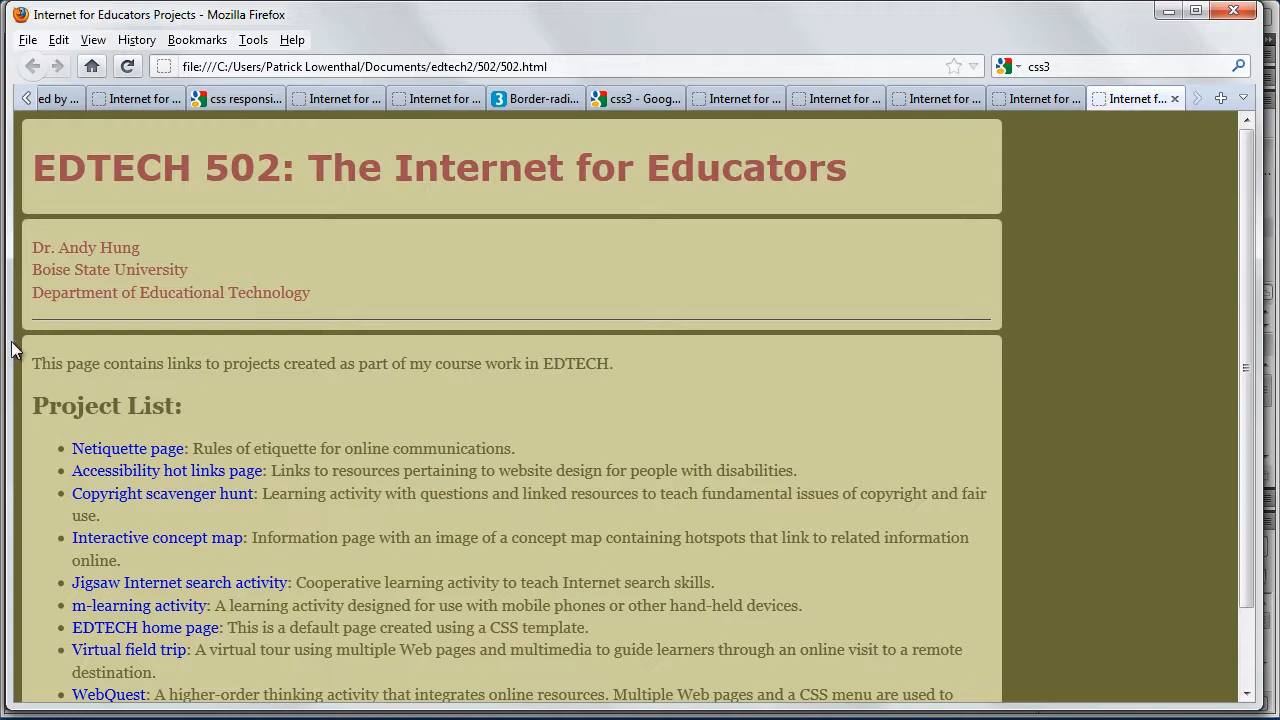 Internet for Educators Projects - Mozilla Firefox
File Edit View History Bookmarks Tools Help
file:///C:/Users/Patrick Lowenthal/Documents/edtech2/502/502.html
css3
ed by ...
Internet for ...
css responsi...
Internet for ...
Internet for ...
3 Border-radi...
css3 - Goog...
Internet for ...
Internet for ...
Internet for ...
Internet for ...
Internet f...
EDTECH 502: The Internet for Educators
Dr. Andy Hung
Boise State University
Department of Educational Technology
This page contains links to projects created as part of my course work in EDTECH.
Project List:
Netiquette page: Rules of etiquette for online communications.
Accessibility hot links page: Links to resources pertaining to website design for people with disabilities.
Copyright scavenger hunt: Learning activity with questions and linked resources to teach fundamental issues of copyright and fair
use.
Interactive concept map: Information page with an image of a concept map containing hotspots that link to related information
online.
Jigsaw Internet search activity: Cooperative learning activity to teach Internet search skills.
m-learning activity: A learning activity designed for use with mobile phones or other hand-held devices.
EDTECH home page: This is a default page created using a CSS template.
Virtual field trip: A virtual tour using multiple Web pages and multimedia to guide learners through an online visit to a remote
destination.
WebQuest: A higher-order thinking activity that integrates online resources. Multiple Web pages and a CSS menu are used to